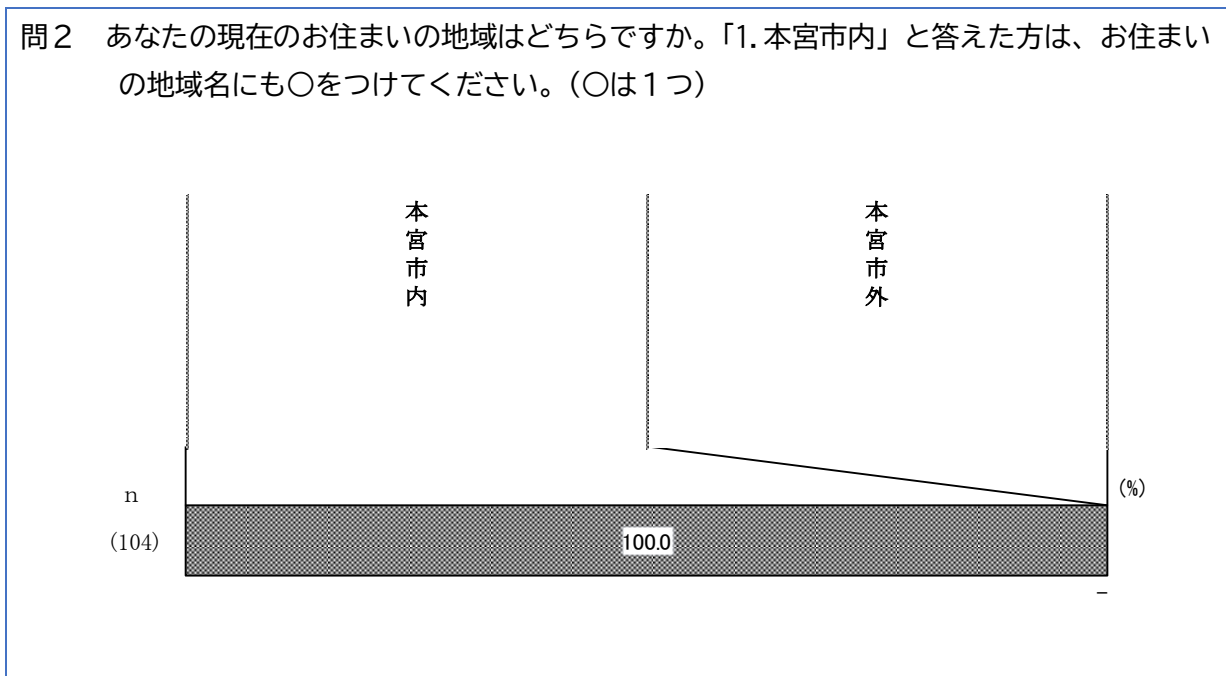 問２ あなたの現在のお住まいの地域はどちらですか。「1.本宮市内」と答えた方は、お住まい
の地域名にも○をつけてください。（○は１つ）
本宮市内
本宮市外
n
(%)
(104)
100.0
-